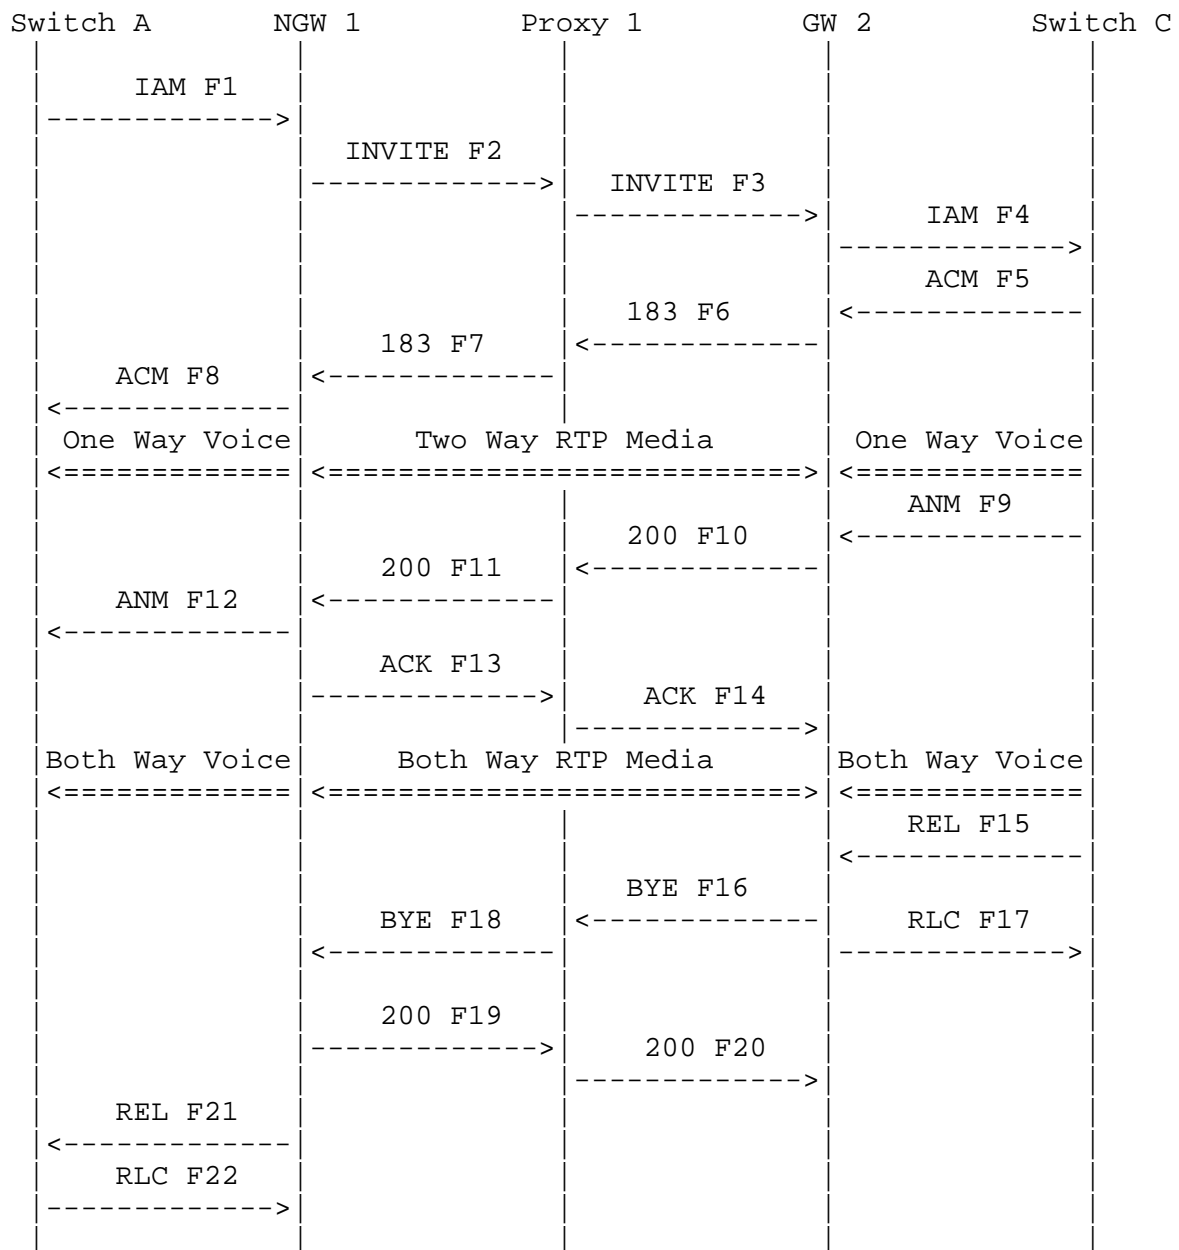 Switch A NGW 1 Proxy 1 GW 2 Switch C
IAM F1
INVITE F2
INVITE F3
IAM F4
ACM F5
183 F6
183 F7
ACM F8
One Way Voice Two Way RTP Media One Way Voice
ANM F9
200 F10
200 F11
ANM F12
ACK F13
ACK F14
Both Way Voice Both Way RTP Media Both Way Voice
REL F15
BYE F16
BYE F18 RLC F17
200 F19
200 F20
REL F21
RLC F22